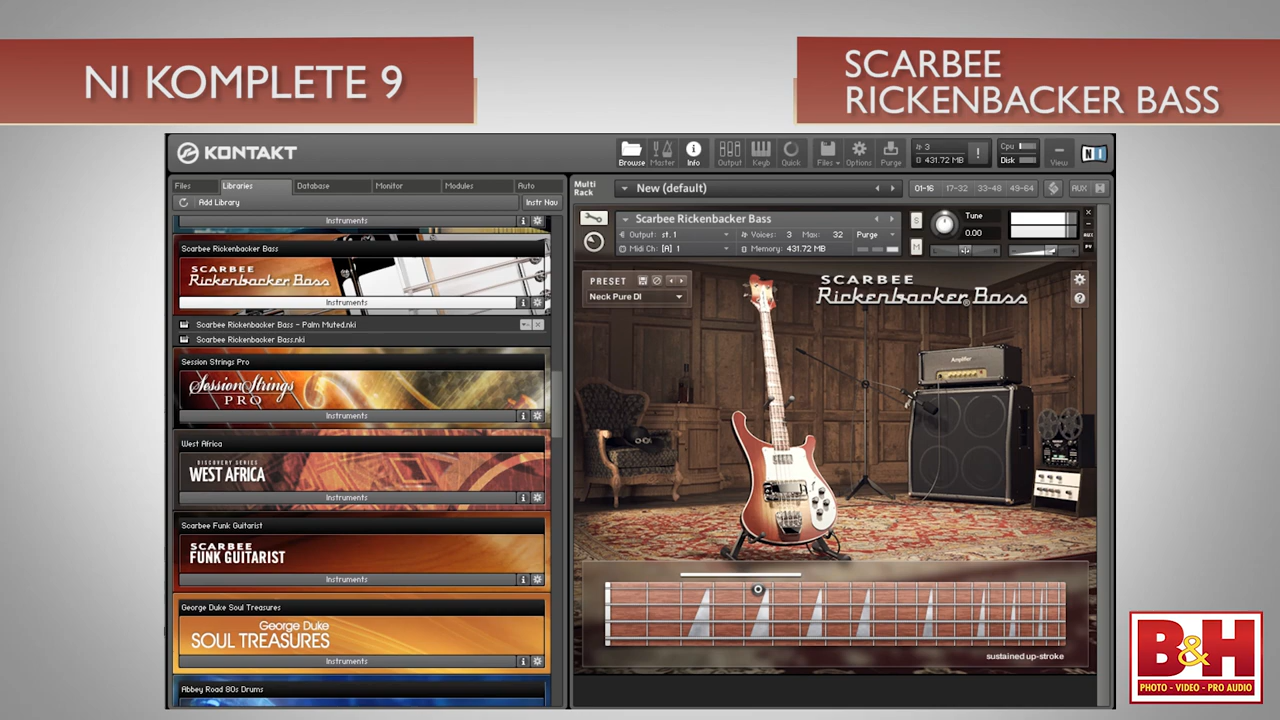 NI KOMPLETE 9
SCARBEE
RICKENBACKER BASS
KONTAKT
Browse Master Info Output Keyb Quick Files Options Purge
3
431.72 MB
!
Cpu
Disk
View
NI
Files Libraries Database Monitor Modules Auto
Add Library Instr Nav
Instruments
Scarbee Rickenbacker Bass
SCARBEE
Rickenbacker Bass
Instruments
Scarbee Rickenbacker Bass - Palm Muted.nki
Scarbee Rickenbacker Bass.nki
Session Strings Pro
Session Strings
PRO
Instruments
West Africa
DISCOVERY SERIES
WEST AFRICA
Instruments
Scarbee Funk Guitarist
SCARBEE
FUNK GUITARIST
Instruments
George Duke Soul Treasures
George Duke
SOUL TREASURES
Instruments
Abbey Road 80s Drums
Multi
Rack
New (default)
01-16 17-32 33-48 49-64 AUX
Scarbee Rickenbacker Bass
Output: st. 1 Voices: 3 Max: 32 Purge
Midi Ch: [A] 1 Memory: 431.72 MB
S
M
Tune
0.00
L R
AUX
PV
PRESET
Neck Pure DI
SCARBEE
Rickenbacker® Bass
?
Amplifier
sustained up-stroke
B&H
PHOTO - VIDEO - PRO AUDIO